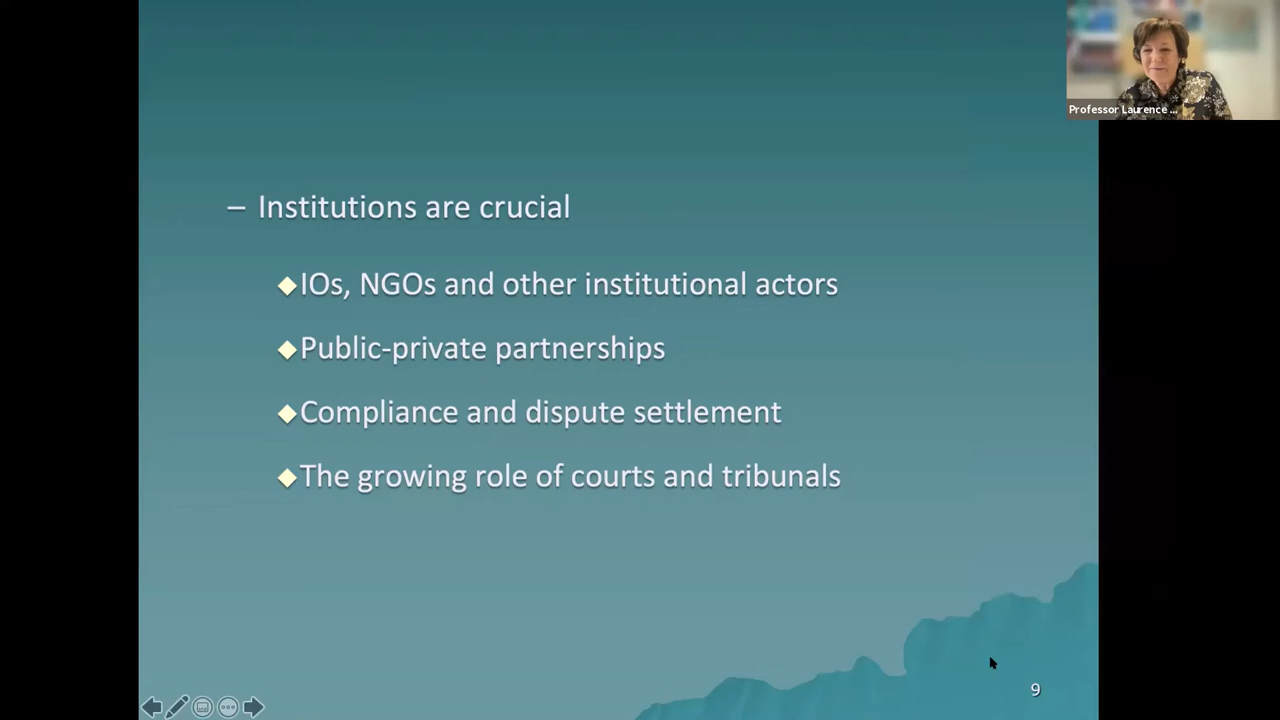 Professor Laurence ...
– Institutions are crucial
◆IOs, NGOs and other institutional actors
◆Public-private partnerships
◆Compliance and dispute settlement
◆The growing role of courts and tribunals
9